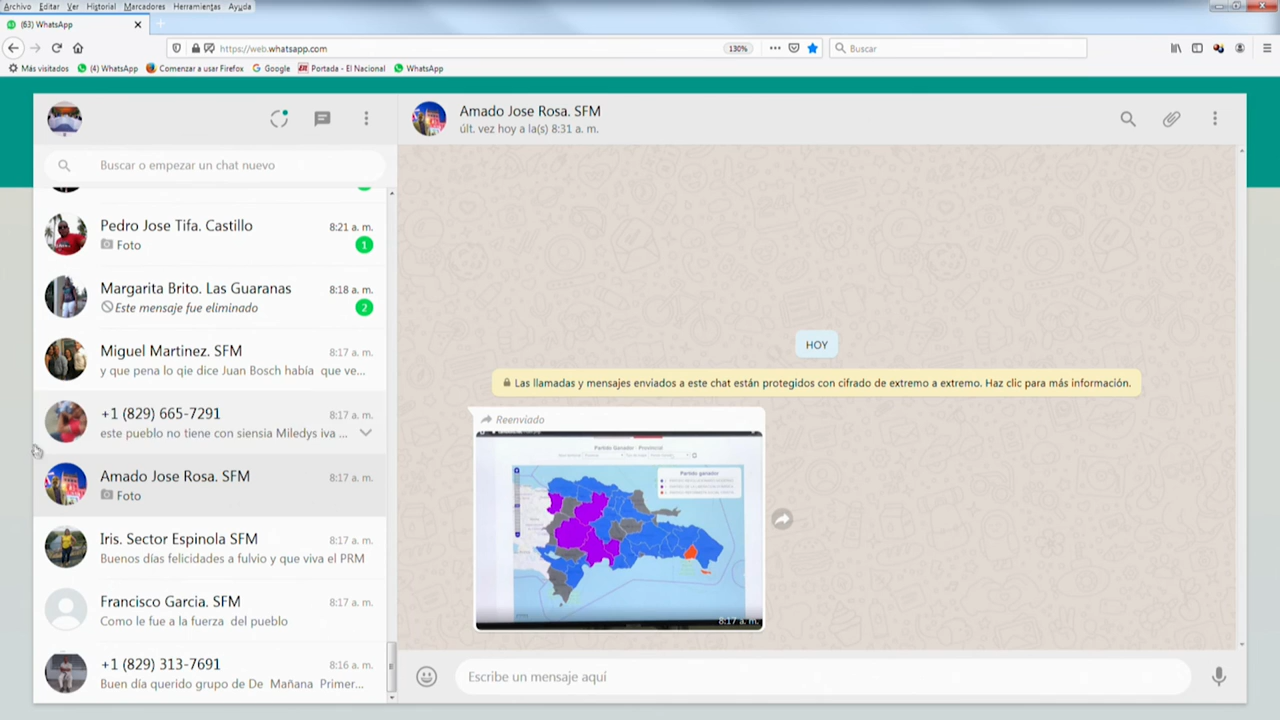 Archivo Editar Ver Historial Marcadores Herramientas Ayuda
(63) WhatsApp
https://web.whatsapp.com
130%
Buscar
Más visitados (4) WhatsApp Comenzar a usar Firefox Google Portada - El Nacional WhatsApp
Buscar o empezar un chat nuevo
Pedro Jose Tifa. Castillo 8:21 a. m.
Foto 1
Margarita Brito. Las Guaranas 8:18 a. m.
Este mensaje fue eliminado 2
Miguel Martinez. SFM 8:17 a. m.
y que pena lo qie dice Juan Bosch había que ve...
+1 (829) 665-7291 8:17 a. m.
este pueblo no tiene con siensia Miledys iva ...
Amado Jose Rosa. SFM 8:17 a. m.
Foto
Iris. Sector Espinola SFM 8:17 a. m.
Buenos días felicidades a fulvio y que viva el PRM
Francisco Garcia. SFM 8:17 a. m.
Como le fue a la fuerza del pueblo
+1 (829) 313-7691 8:16 a. m.
Buen día querido grupo de De Mañana Primer...
Amado Jose Rosa. SFM
últ. vez hoy a la(s) 8:31 a. m.
HOY
Las llamadas y mensajes enviados a este chat están protegidos con cifrado de extremo a extremo. Haz clic para más información.
Reenviado
Partido Ganador - Provincial
Partido ganador
8:17 a. m.
Escribe un mensaje aquí